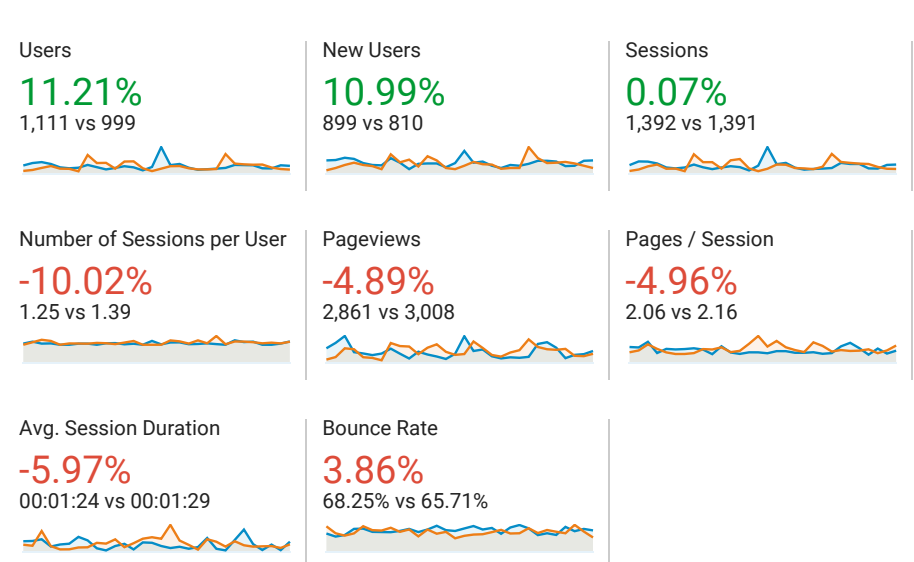 Users
11.21%
1,111 vs 999
New Users
10.99%
899 vs 810
Sessions
0.07%
1,392 vs 1,391
Number of Sessions per User
-10.02%
1.25 vs 1.39
Pageviews
-4.89%
2,861 vs 3,008
Pages / Session
-4.96%
2.06 vs 2.16
Avg. Session Duration
-5.97%
00:01:24 vs 00:01:29
Bounce Rate
3.86%
68.25% vs 65.71%